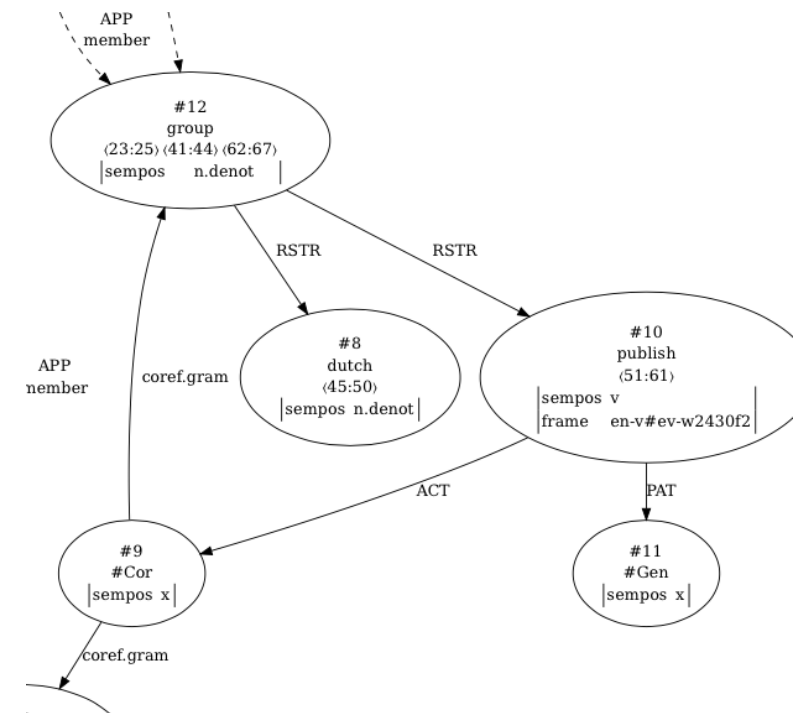 APP
member
#12
group
⟨23:25⟩ ⟨41:44⟩ ⟨62:67⟩
sempos n.denot
RSTR
RSTR
#8
dutch
⟨45:50⟩
sempos n.denot
#10
publish
⟨51:61⟩
sempos v
frame en-v#ev-w2430f2
APP
nember
coref.gram
ACT
PAT
#9
#Cor
sempos x
#11
#Gen
sempos x
coref.gram